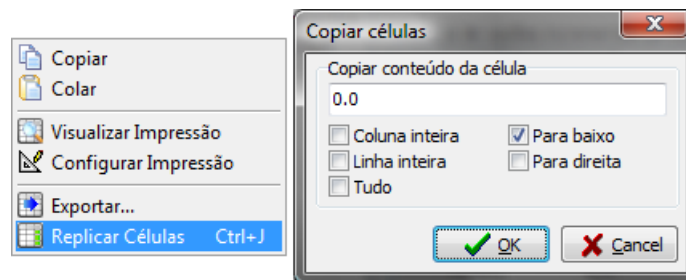 Copiar
Colar
Visualizar Impressão
Configurar Impressão
Exportar...
Replicar Células Ctrl+J
Copiar células
Copiar conteúdo da célula
0.0
Coluna inteira Para baixo
Linha inteira Para direita
Tudo
OK Cancel